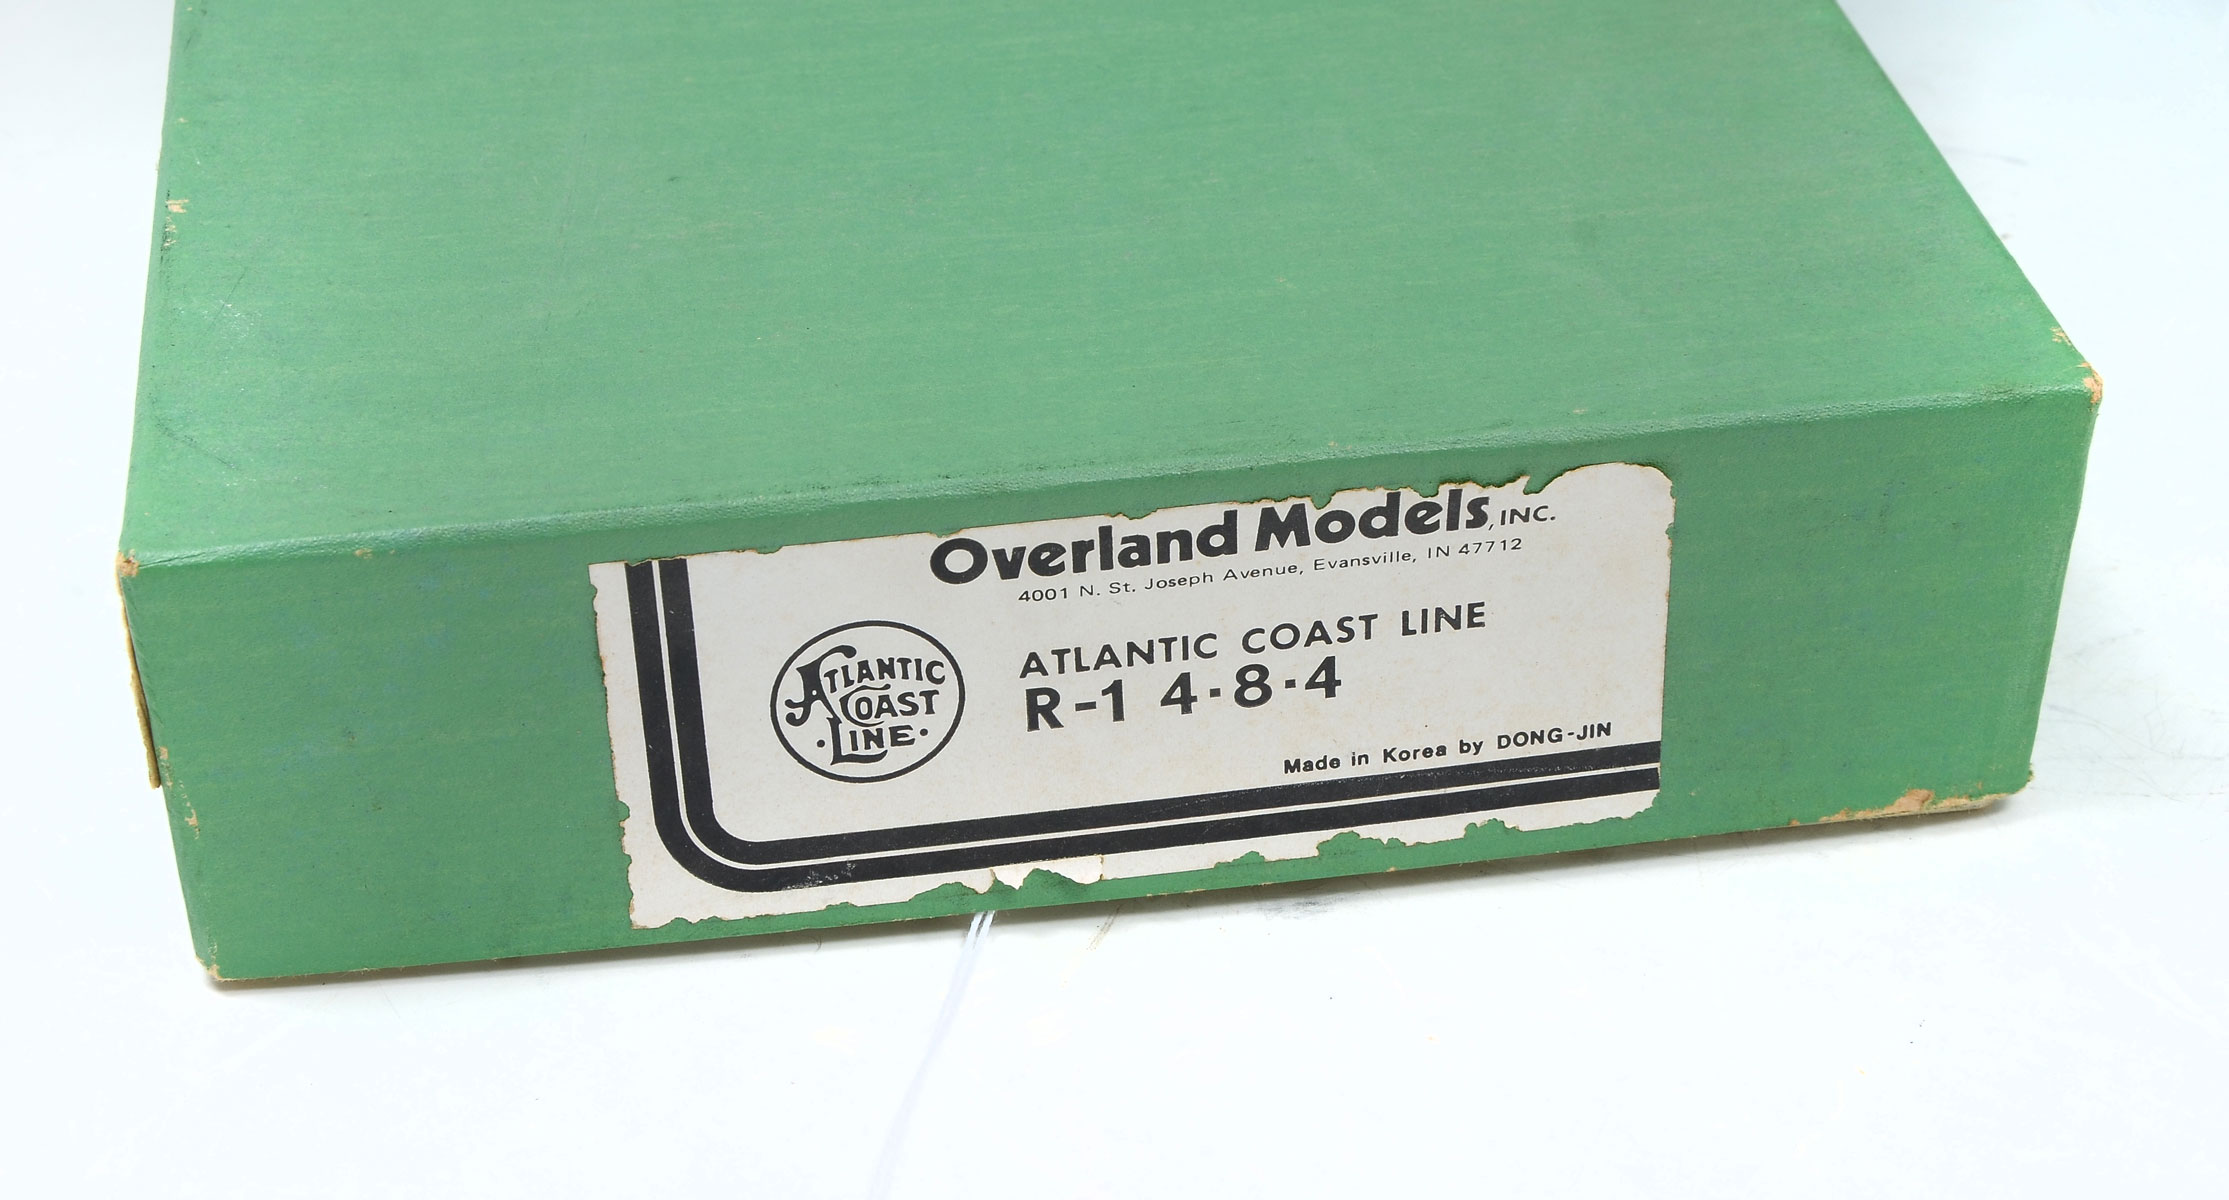 Overland Models, INC.
4001 N. St. Joseph Avenue, Evansville, IN 47712
ATLANTIC
COAST
·LINE·
ATLANTIC COAST LINE
R-1 4-8-4
Made in Korea by DONG-JIN